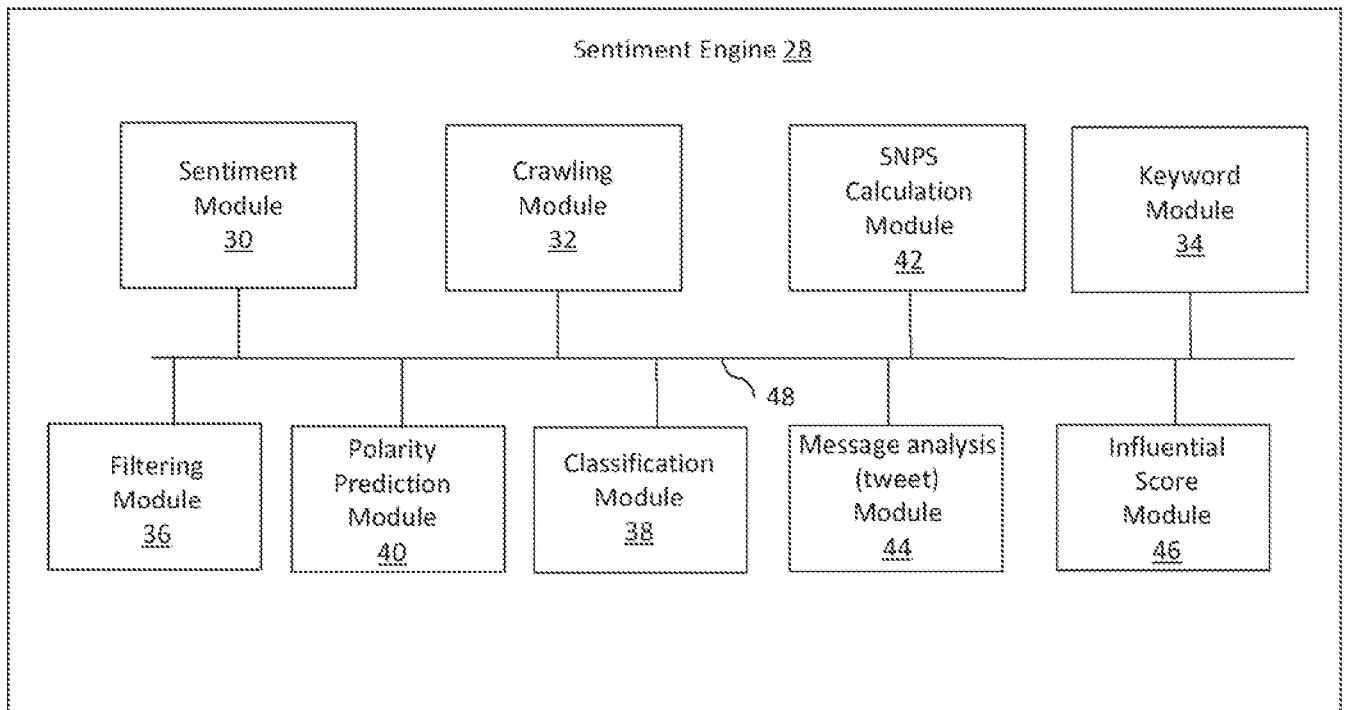 Sentiment Engine 28
Sentiment
Module
30
Crawling
Module
32
SNPS
Calculation
Module
42
Keyword
Module
34
48
Filtering
Module
36
Polarity
Prediction
Module
40
Classification
Module
38
Message analysis
(tweet)
Module
44
Influential
Score
Module
46